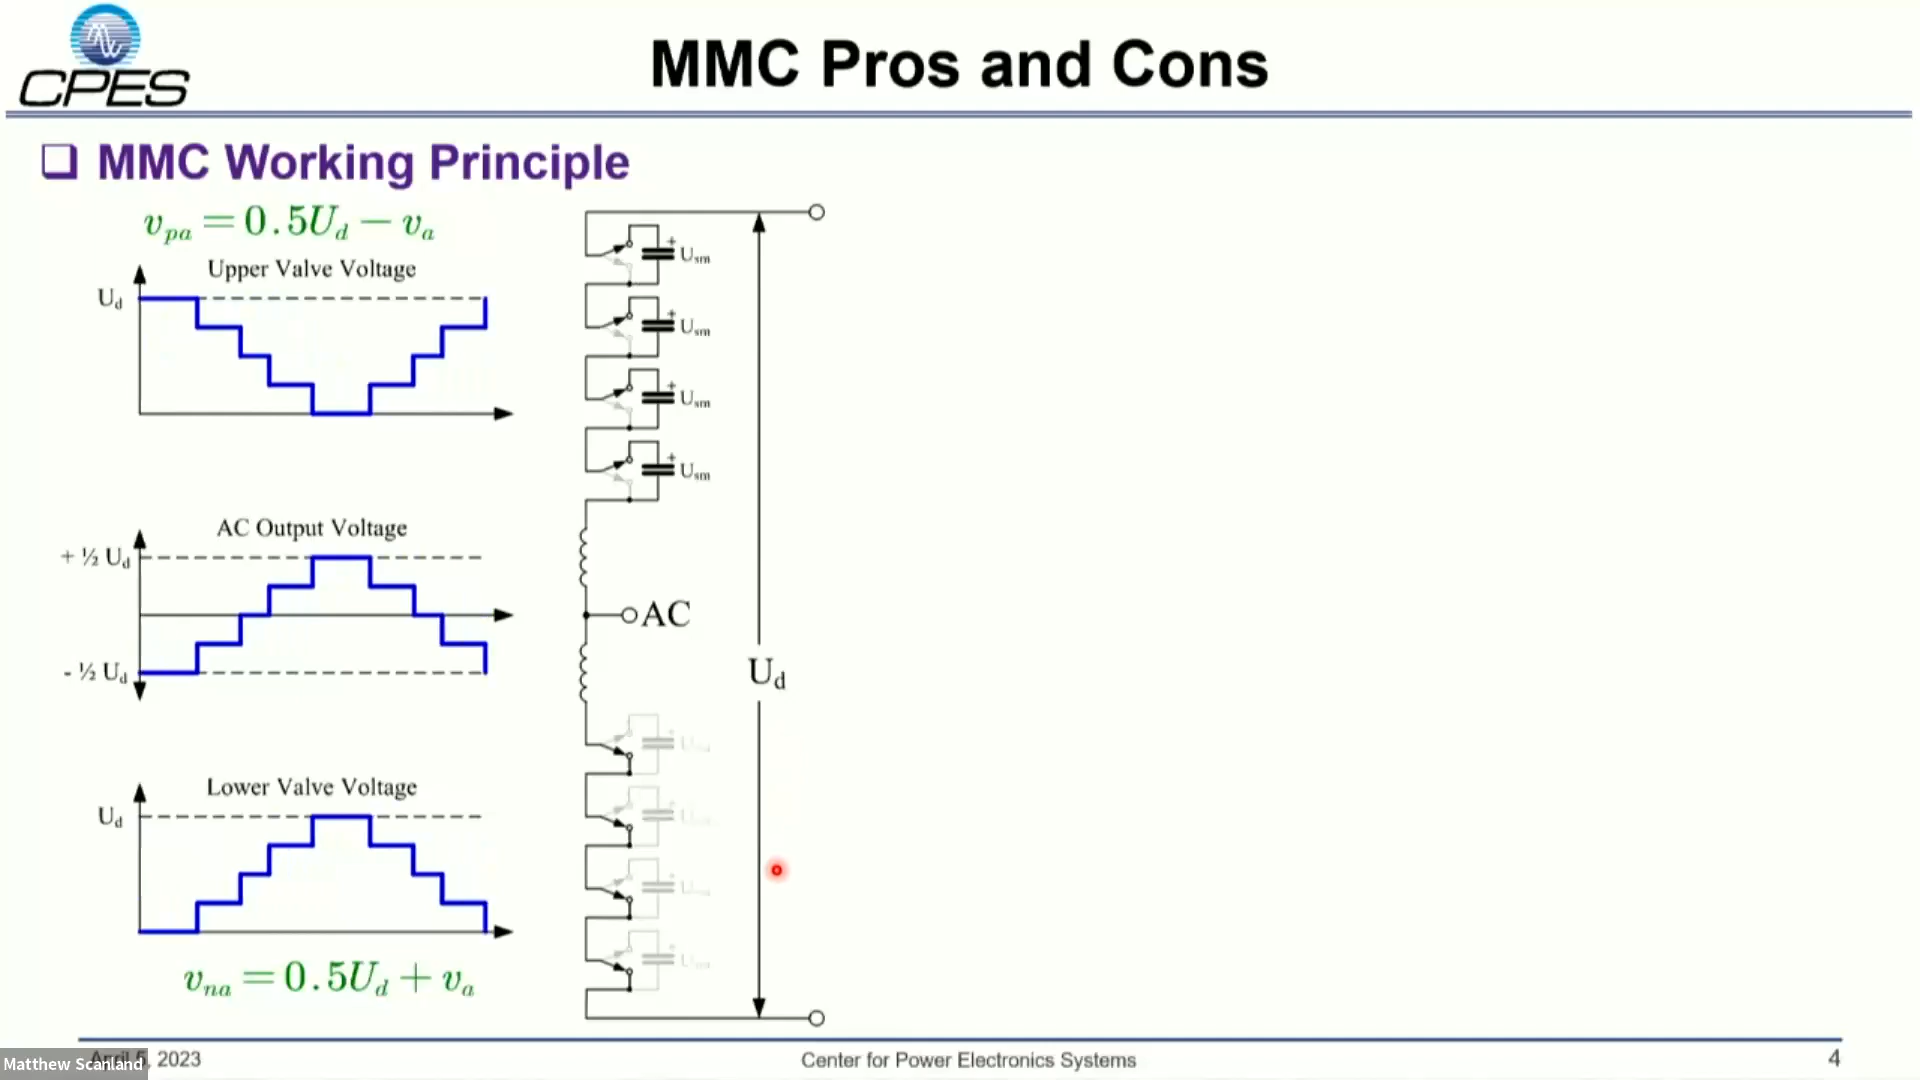 CPES
MMC Pros and Cons
❑ MMC Working Principle
v_pa = 0.5U_d − v_a
Upper Valve Voltage
U_d
AC Output Voltage
+ ½ U_d
- ½ U_d
Lower Valve Voltage
U_d
v_na = 0.5U_d + v_a
+ U_sm
+ U_sm
+ U_sm
+ U_sm
AC
U_d
, 2023
Matthew Scanland
Center for Power Electronics Systems
4